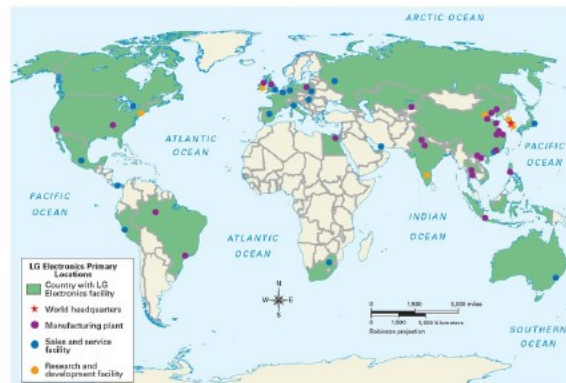 ARCTIC OCEAN
ATLANTIC
OCEAN
PACIFIC
OCEAN
PACIFIC
OCEAN
ATLANTIC
OCEAN
INDIAN
OCEAN
SOUTHERN
OCEAN
LG Electronics Primary
Locations
Country with LG
Electronics facility
World headquarters
Manufacturing plant
Sales and service
facility
Research and
development facility
N
W E
S
0 1,500 3,000 miles
0 1,500 3,000 kilometers
Robinson projection